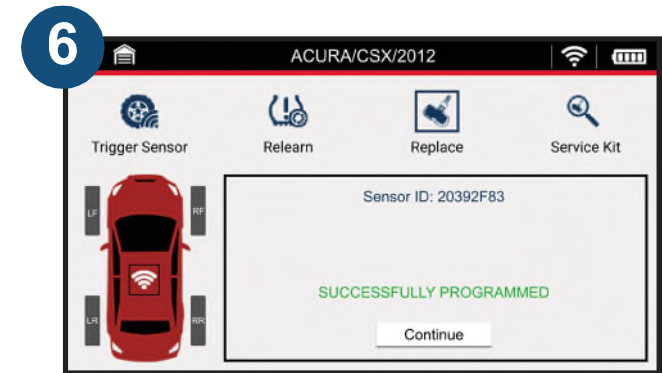 6
ACURA/CSX/2012
Trigger Sensor
Relearn
Replace
Service Kit
LF
RF
LR
RR
Sensor ID: 20392F83
SUCCESSFULLY PROGRAMMED
Continue